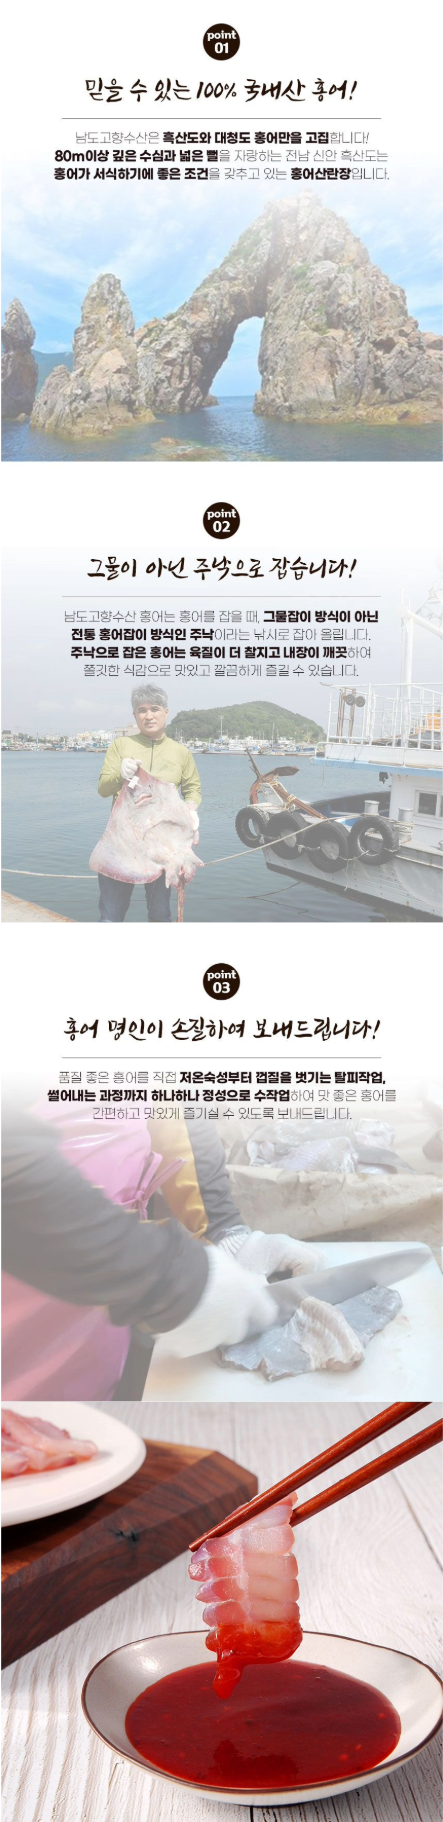 point
01
믿을 수 있는 100% 국내산 홍어!
남도고향수산은 흑산도와 대청도 홍어만을 고집합니다!
80m이상 깊은 수심과 넓은 뻘을 자랑하는 전남 신안 흑산도는
홍어가 서식하기에 좋은 조건을 갖추고 있는 홍어산란장입니다.
point
02
그물이 아닌 주낙으로 잡습니다!
남도고향수산 홍어는 홍어를 잡을 때, 그물잡이 방식이 아닌
전통 홍어잡이 방식인 주낙이라는 낚시로 잡아 올립니다.
주낙으로 잡은 홍어는 육질이 더 찰지고 내장이 깨끗하여
쫄깃한 식감으로 맛있고 깔끔하게 즐길 수 있습니다.
point
03
홍어 명인이 손질하여 보내드립니다!
품질 좋은 홍어를 직접 저온숙성부터 껍질을 벗기는 탈피작업,
썰어내는 과정까지 하나하나 정성으로 수작업하여 맛 좋은 홍어를
간편하고 맛있게 즐기실 수 있도록 보내드립니다.